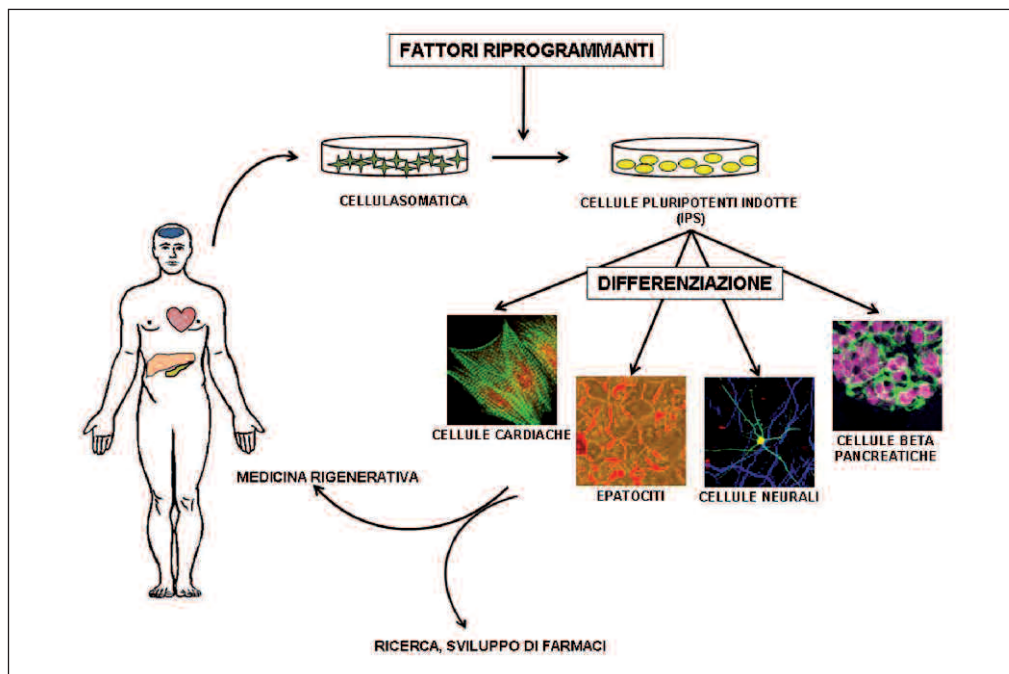 FATTORI RIPROGRAMMANTI
CELLULASOMATICA
CELLULE PLURIPOTENTI INDOTTE
(IPS)
DIFFERENZIAZIONE
CELLULE CARDIACHE
EPATOCITI
CELLULE NEURALI
CELLULE BETA
PANCREATICHE
MEDICINA RIGENERATIVA
RICERCA, SVILUPPO DI FARMACI